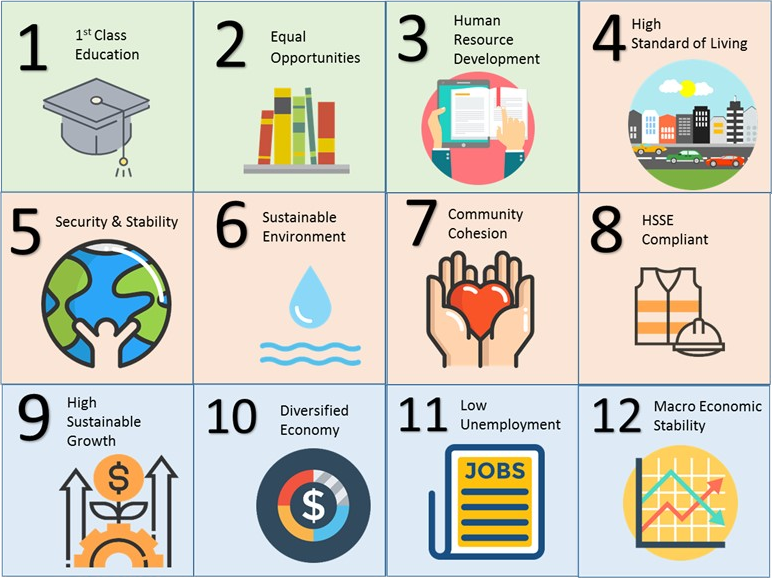 1
1st Class
Education
2
Equal
Opportunities
3
Human
Resource
Development
4
High
Standard of Living
5
Security & Stability
6
Sustainable
Environment
7
Community
Cohesion
8
HSSE
Compliant
9
High
Sustainable
Growth
$
10
Diversified
Economy
$
11
Low
Unemployment
JOBS
12
Macro Economic
Stability